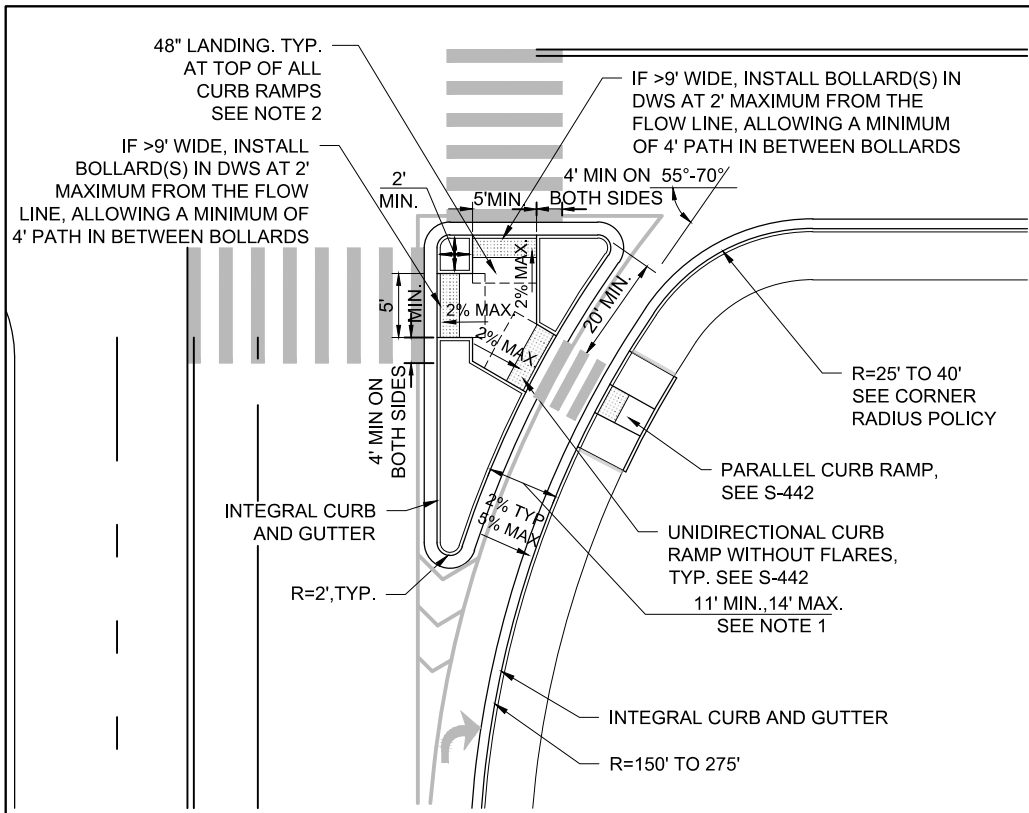 48" LANDING. TYP.
AT TOP OF ALL
CURB RAMPS
SEE NOTE 2
IF >9' WIDE, INSTALL BOLLARD(S) IN
DWS AT 2' MAXIMUM FROM THE
FLOW LINE, ALLOWING A MINIMUM
OF 4' PATH IN BETWEEN BOLLARDS
IF >9' WIDE, INSTALL
BOLLARD(S) IN DWS AT 2'
MAXIMUM FROM THE FLOW
LINE, ALLOWING A MINIMUM OF
4' PATH IN BETWEEN BOLLARDS
2'
MIN.
5'MIN.
4' MIN ON
BOTH SIDES
55°-70°
2% MAX.
5'
MIN.
2% MAX.
2% MAX.
20' MIN.
4' MIN ON
BOTH SIDES
R=25' TO 40'
SEE CORNER
RADIUS POLICY
PARALLEL CURB RAMP,
SEE S-442
INTEGRAL CURB
AND GUTTER
2% TYP
5% MAX
UNIDIRECTIONAL CURB
RAMP WITHOUT FLARES,
TYP. SEE S-442
R=2',TYP.
11' MIN.,14' MAX.
SEE NOTE 1
INTEGRAL CURB AND GUTTER
R=150' TO 275'